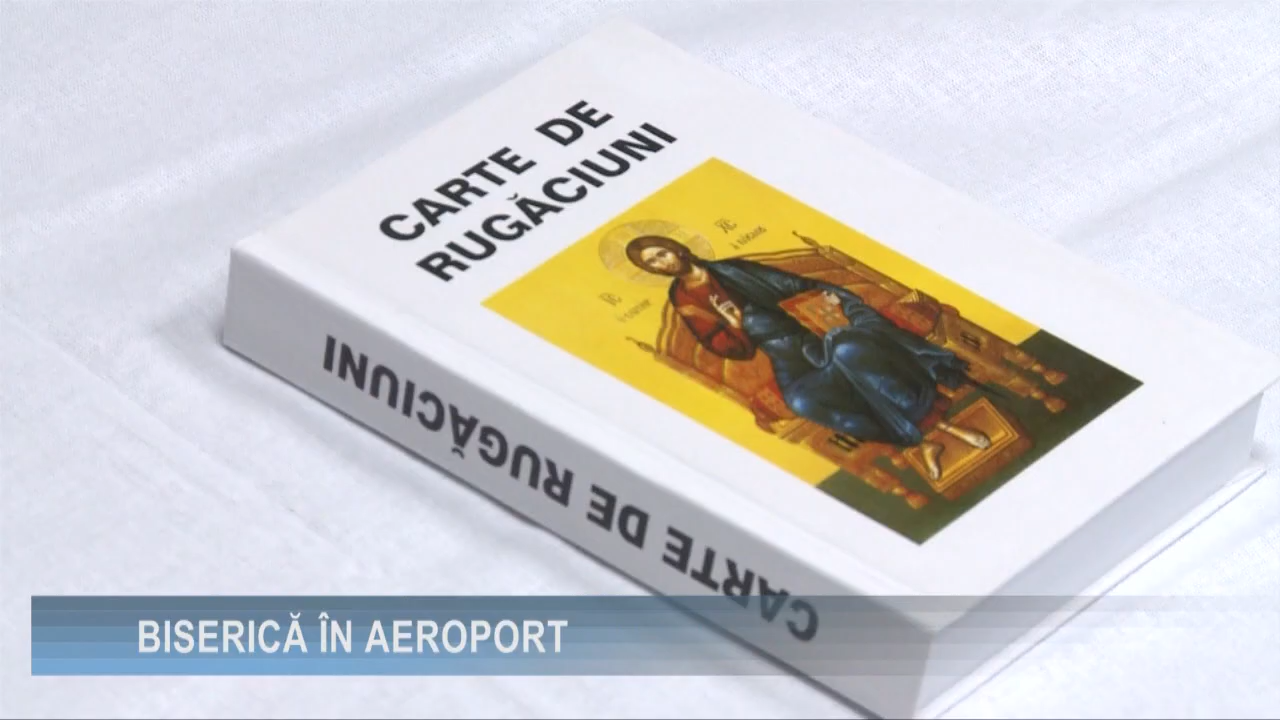 CARTE DE
RUGĂCIUNI
CARTE DE RUGĂCIUNI
BISERICĂ ÎN AEROPORT